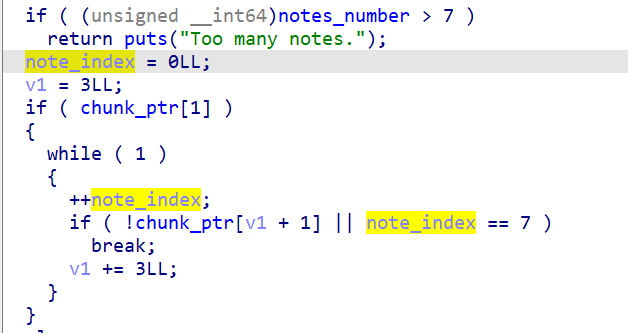 if ( (unsigned __int64)notes_number > 7 )
return puts("Too many notes.");
note_index = 0LL;
v1 = 3LL;
if ( chunk_ptr[1] )
{
while ( 1 )
{
++note_index;
if ( !chunk_ptr[v1 + 1] || note_index == 7 )
break;
v1 += 3LL;
}
}